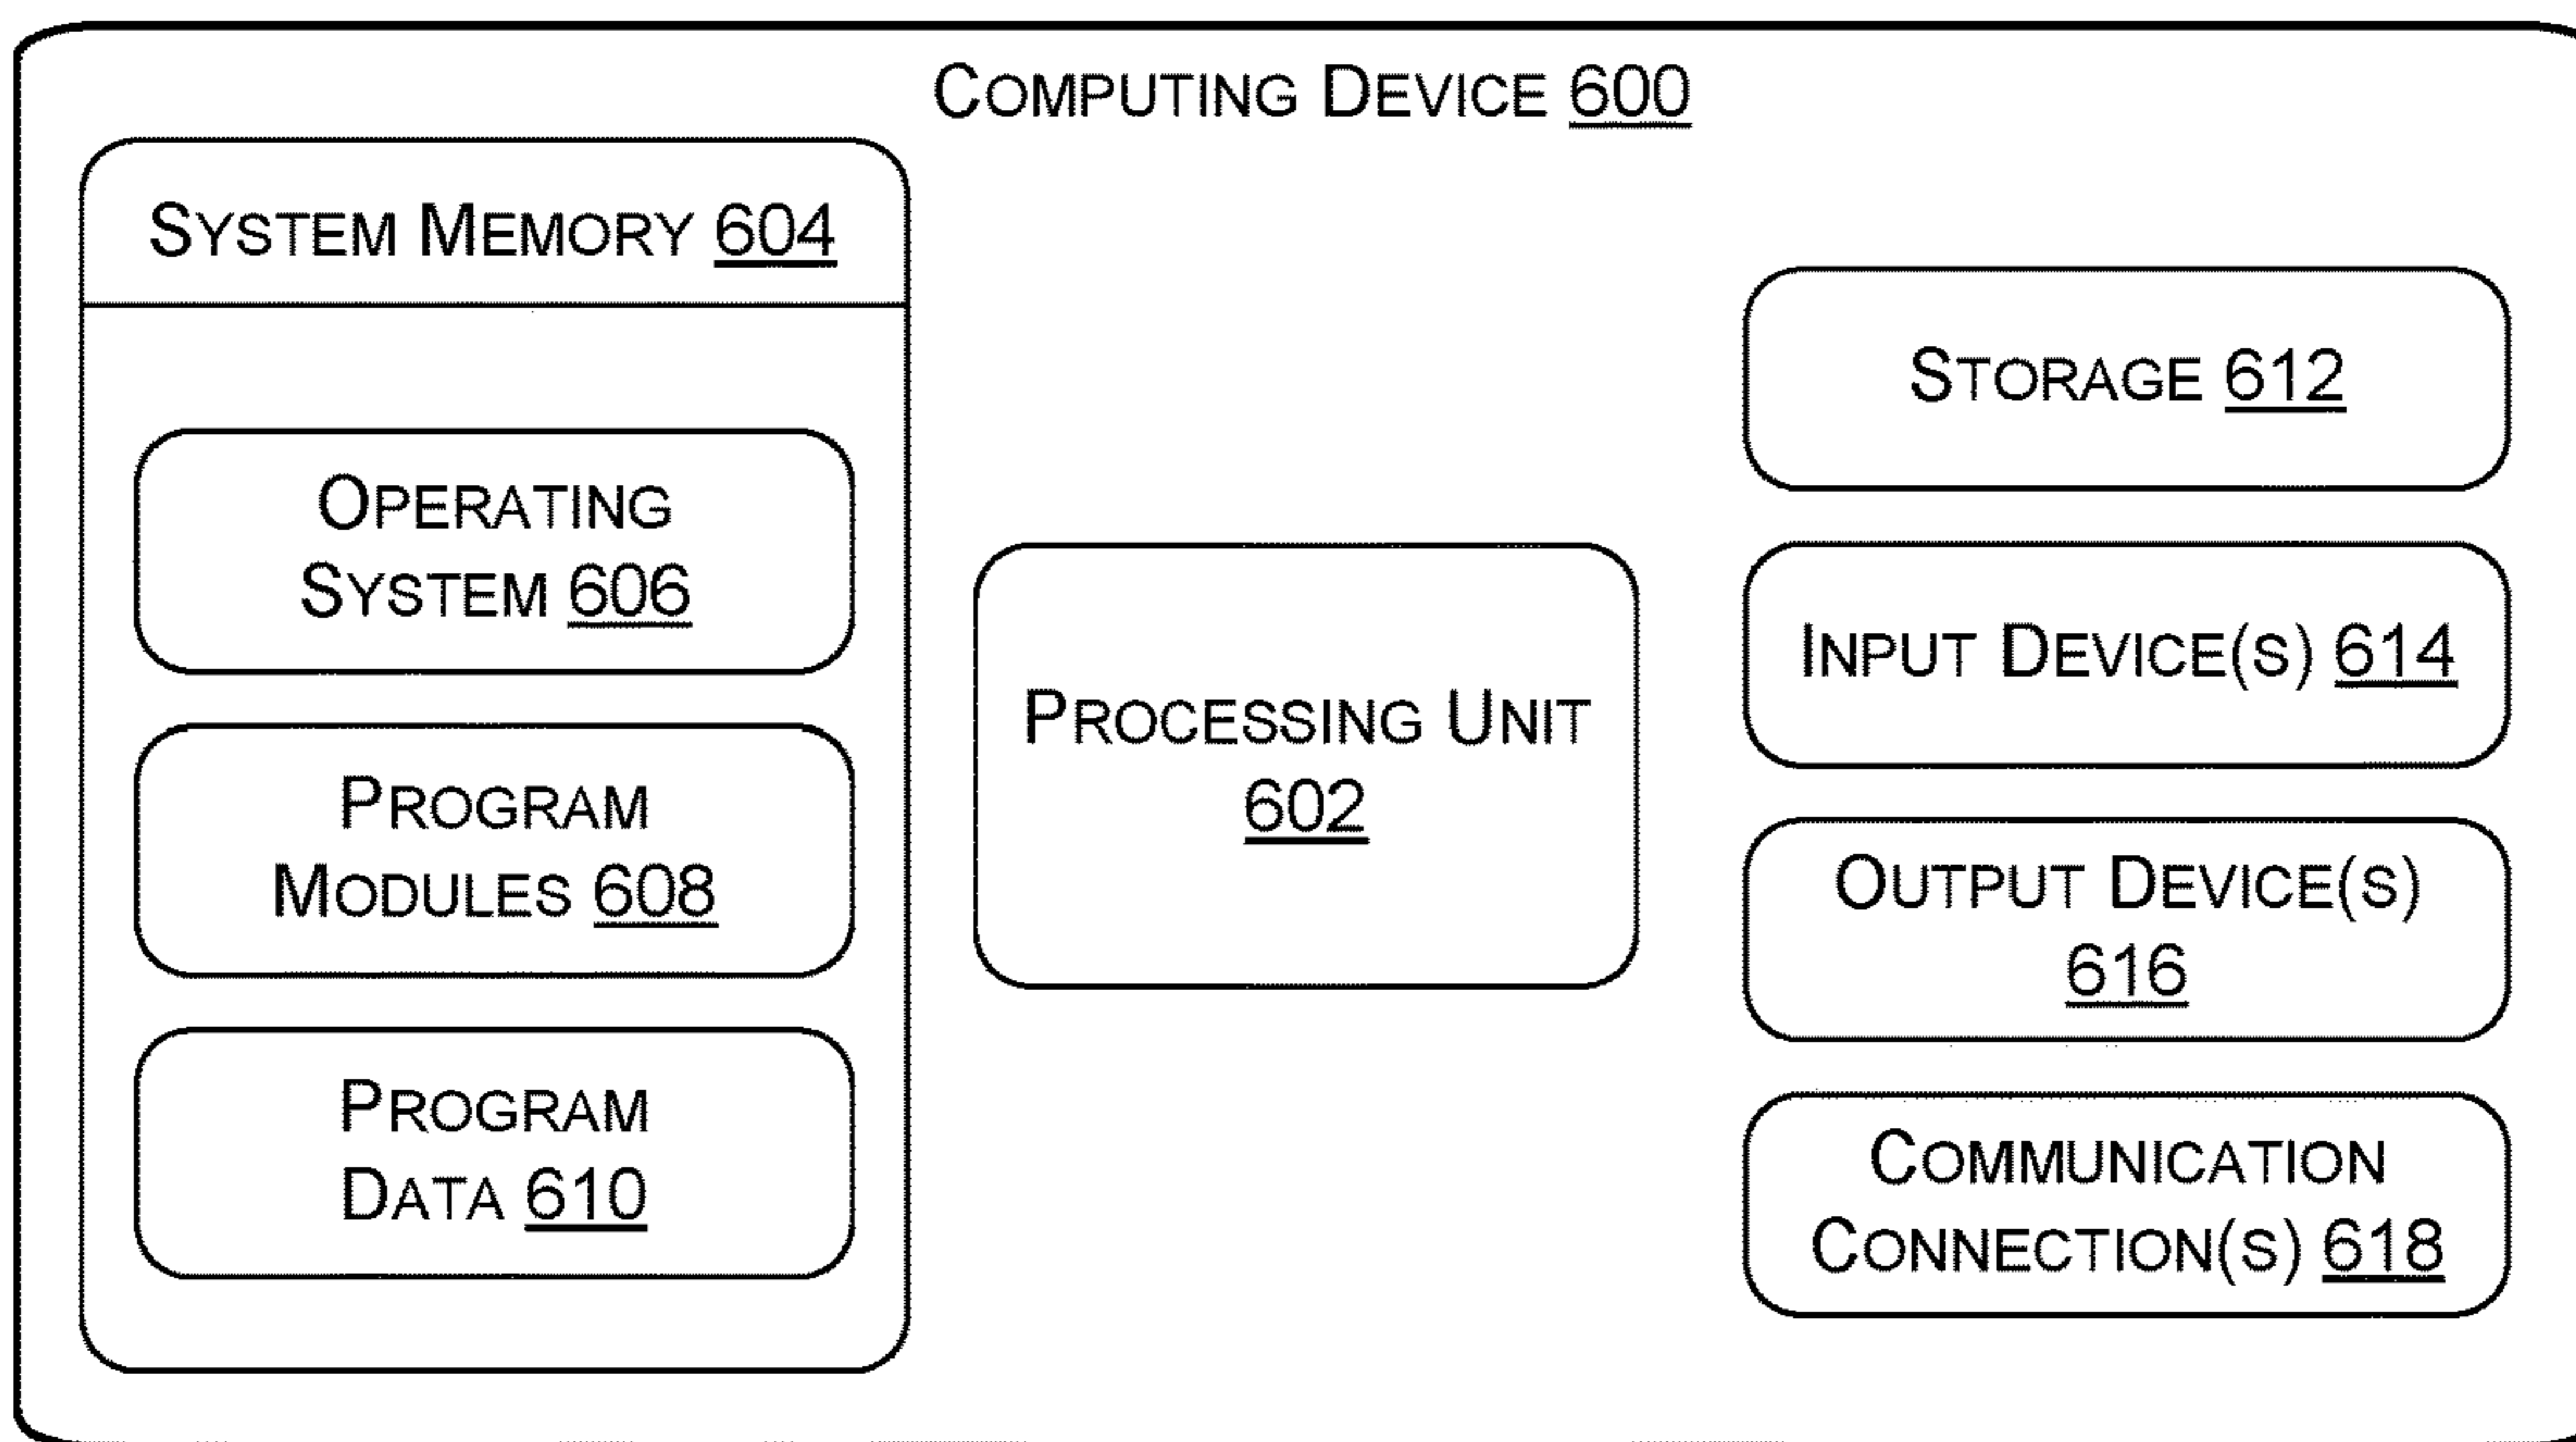 COMPUTING DEVICE 600
SYSTEM MEMORY 604
OPERATING
SYSTEM 606
PROGRAM
MODULES 608
PROGRAM
DATA 610
PROCESSING UNIT
602
STORAGE 612
INPUT DEVICE(S) 614
OUTPUT DEVICE(S)
616
COMMUNICATION
CONNECTION(S) 618